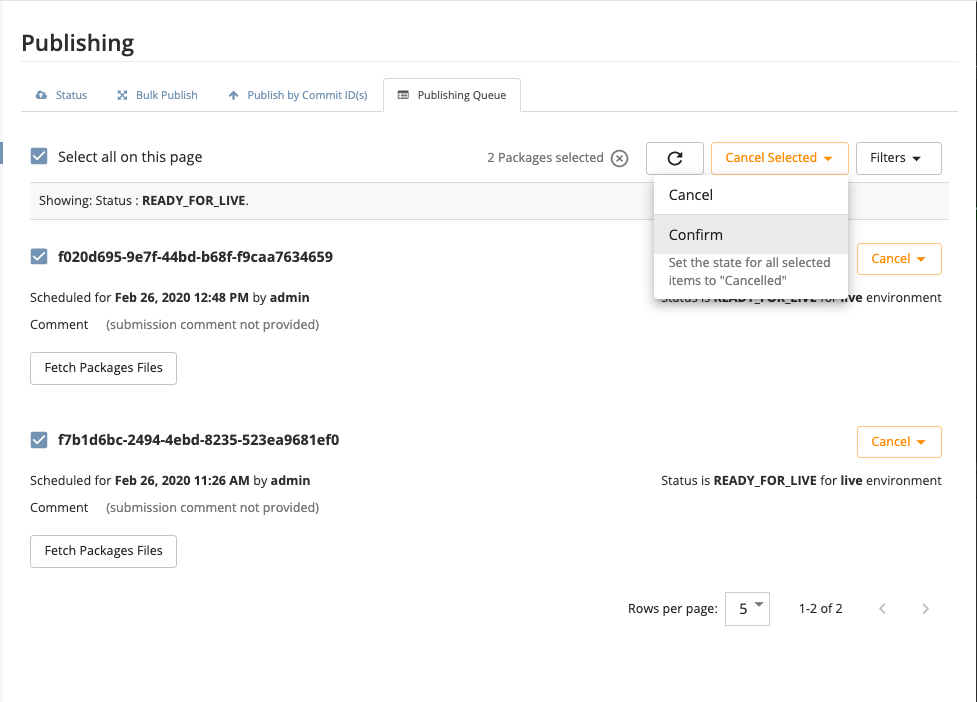 Publishing
Status Bulk Publish Publish by Commit ID(s) Publishing Queue
Select all on this page 2 Packages selected Cancel Selected Filters
Cancel
Showing: Status : READY_FOR_LIVE.
Confirm
Set the state for all selected
items to "Cancelled"
f020d695-9e7f-44bd-b68f-f9caa7634659 Cancel
Scheduled for Feb 26, 2020 12:48 PM by admin Status is READY_FOR_LIVE for live environment
Comment (submission comment not provided)
Fetch Packages Files
f7b1d6bc-2494-4ebd-8235-523ea9681ef0 Cancel
Scheduled for Feb 26, 2020 11:26 AM by admin Status is READY_FOR_LIVE for live environment
Comment (submission comment not provided)
Fetch Packages Files
Rows per page: 5 1-2 of 2